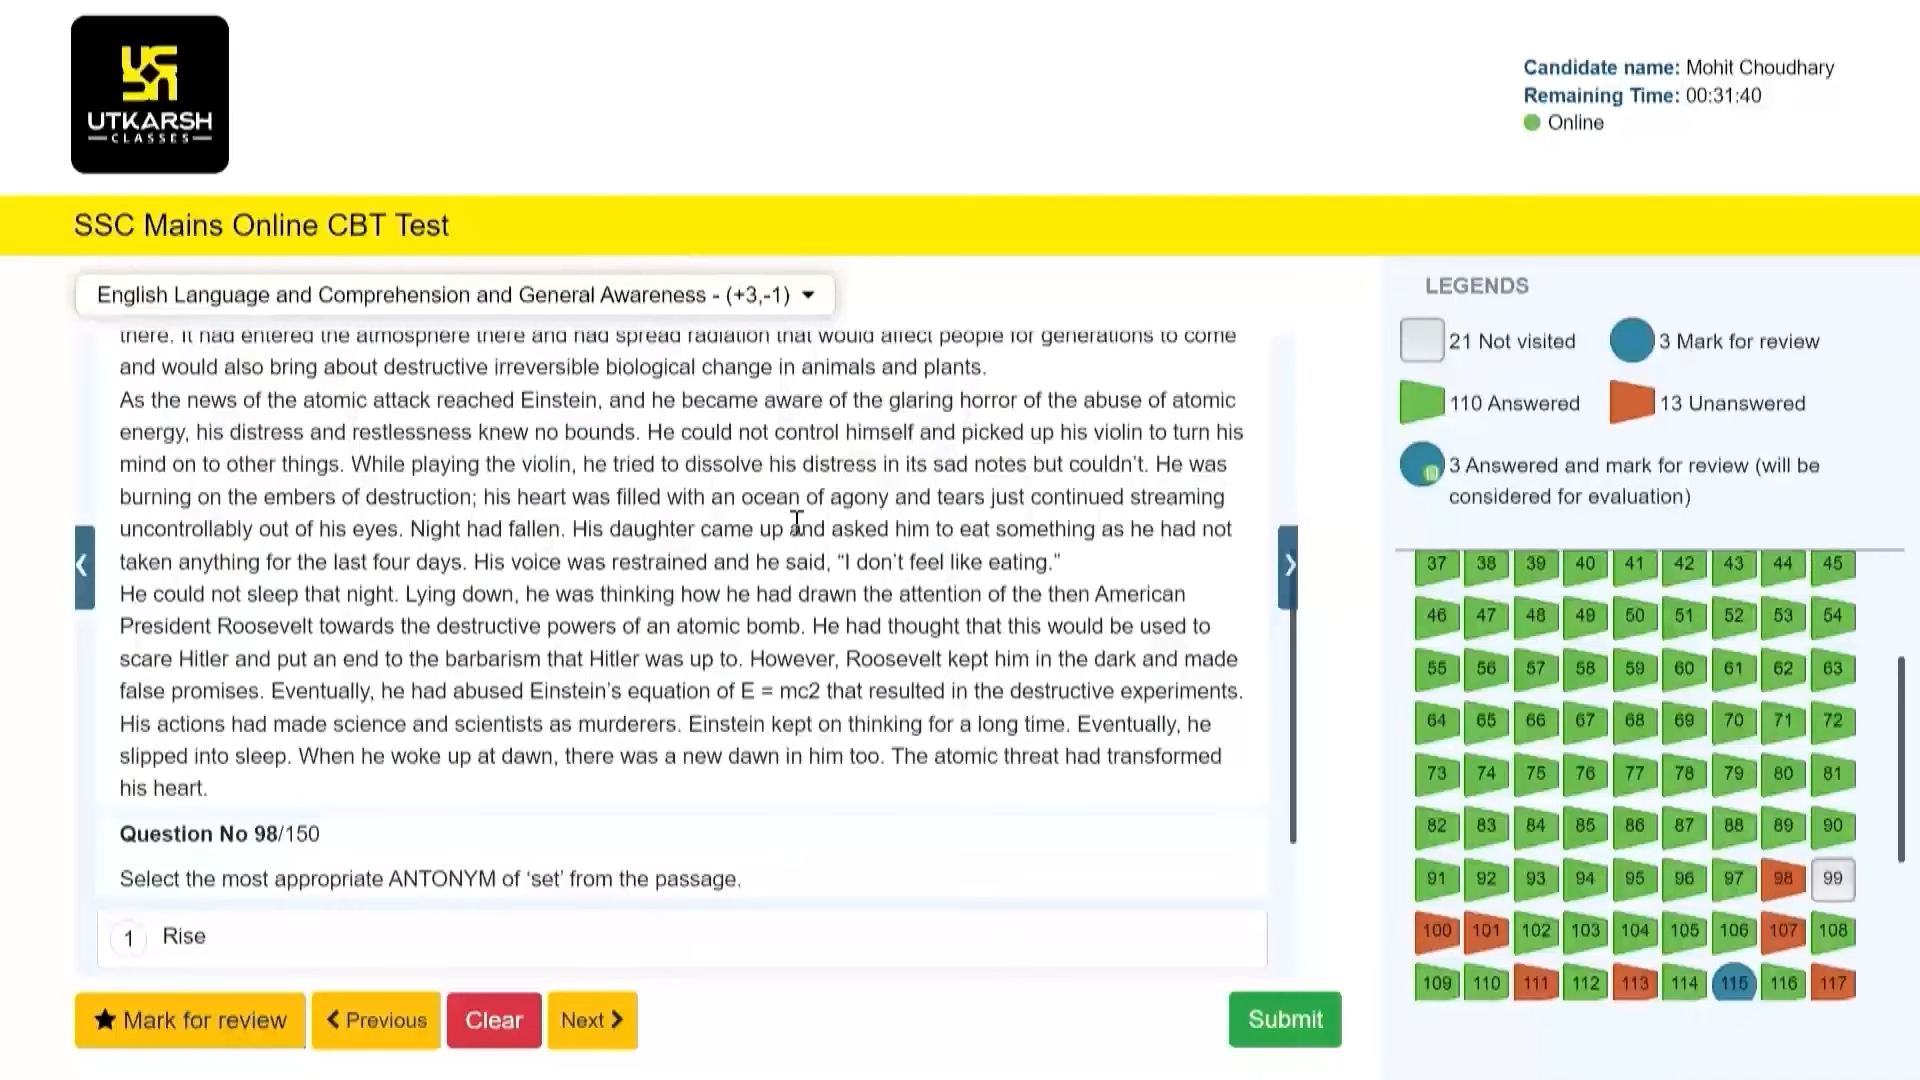 UTKARSH
CLASSES
Candidate name: Mohit Choudhary
Remaining Time: 00:31:40
Online
SSC Mains Online CBT Test
English Language and Comprehension and General Awareness - (+3,-1)
there. It had entered the atmosphere there and had spread radiation that would affect people for generations to come
and would also bring about destructive irreversible biological change in animals and plants.
As the news of the atomic attack reached Einstein, and he became aware of the glaring horror of the abuse of atomic
energy, his distress and restlessness knew no bounds. He could not control himself and picked up his violin to turn his
mind on to other things. While playing the violin, he tried to dissolve his distress in its sad notes but couldn't. He was
burning on the embers of destruction; his heart was filled with an ocean of agony and tears just continued streaming
uncontrollably out of his eyes. Night had fallen. His daughter came up and asked him to eat something as he had not
taken anything for the last four days. His voice was restrained and he said, “I don't feel like eating.”
He could not sleep that night. Lying down, he was thinking how he had drawn the attention of the then American
President Roosevelt towards the destructive powers of an atomic bomb. He had thought that this would be used to
scare Hitler and put an end to the barbarism that Hitler was up to. However, Roosevelt kept him in the dark and made
false promises. Eventually, he had abused Einstein's equation of E = mc2 that resulted in the destructive experiments.
His actions had made science and scientists as murderers. Einstein kept on thinking for a long time. Eventually, he
slipped into sleep. When he woke up at dawn, there was a new dawn in him too. The atomic threat had transformed
his heart.
Question No 98/150
Select the most appropriate ANTONYM of ‘set’ from the passage.
1 Rise
Mark for review
Previous
Clear
Next
Submit
LEGENDS
21 Not visited
3 Mark for review
110 Answered
13 Unanswered
3 Answered and mark for review (will be
considered for evaluation)
37 38 39 40 41 42 43 44 45
46 47 48 49 50 51 52 53 54
55 56 57 58 59 60 61 62 63
64 65 66 67 68 69 70 71 72
73 74 75 76 77 78 79 80 81
82 83 84 85 86 87 88 89 90
91 92 93 94 95 96 97 98 99
100 101 102 103 104 105 106 107 108
109 110 111 112 113 114 115 116 117